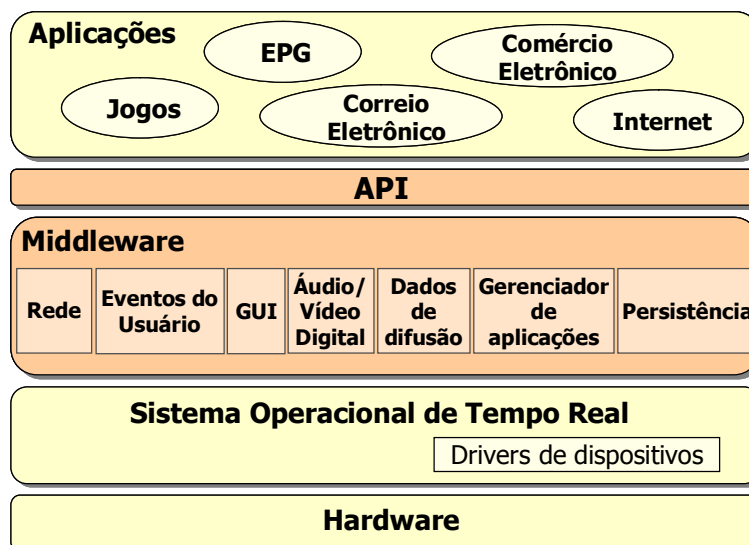 Aplicações
EPG
Comércio
Eletrônico
Jogos
Correio
Eletrônico
Internet
API
Middleware
Rede
Eventos do
Usuário
GUI
Áudio/
Vídeo
Digital
Dados
de
difusão
Gerenciador
de
aplicações
Persistência
Sistema Operacional de Tempo Real
Drivers de dispositivos
Hardware